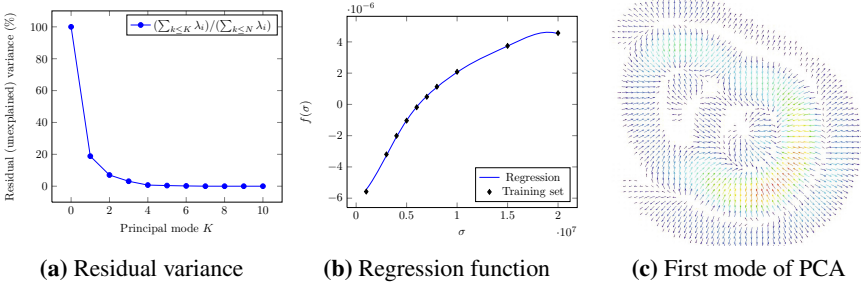 100
80
60
40
20
0
0 2 4 6 8 10
Principal mode K
Residual (unexplained) variance (%)
(∑k≤K λi)/(∑k≤N λi)
(a) Residual variance
·10−6
4
2
0
−2
−4
−6
0 0.5 1 1.5 2
·107
σ
f(σ)
Regression
Training set
(b) Regression function
(c) First mode of PCA